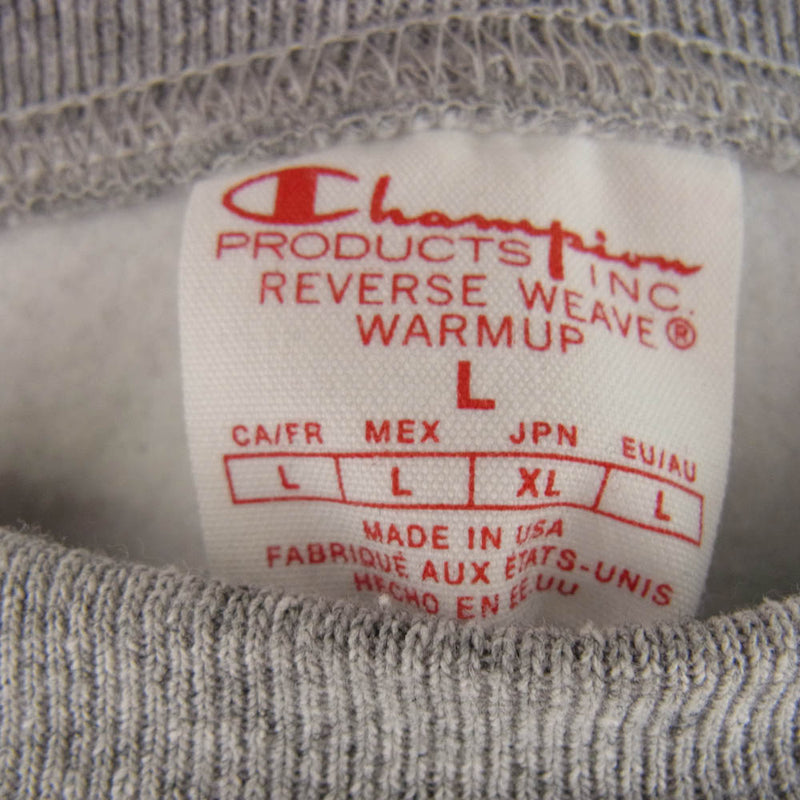 Champion
PRODUCTS INC.
REVERSE WEAVE®
WARMUP
L
CA/FR MEX JPN EU/AU
L L XL L
MADE IN USA
FABRIQUÉ AUX ÉTATS-UNIS
HECHO EN EE UU